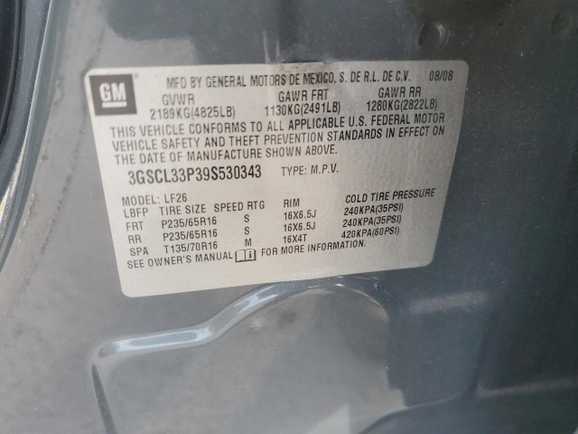 GM MFD BY GENERAL MOTORS DE MEXICO, S. DE R.L. DE C.V. 08/08
GVWR GAWR FRT GAWR RR
2189KG(4825LB) 1130KG(2491LB) 1280KG(2822LB)
THIS VEHICLE CONFORMS TO ALL APPLICABLE U.S. FEDERAL MOTOR
VEHICLE SAFETY AND THEFT PREVENTION STANDARDS IN EFFECT ON
THE DATE OF MANUFACTURE SHOWN ABOVE.
3GSCL33P39S530343 TYPE: M.P.V.
MODEL: LF26
LBFP TIRE SIZE SPEED RTG RIM COLD TIRE PRESSURE
FRT P235/65R16 S 16X6.5J 240KPA(35PSI)
RR P235/65R16 S 16X6.5J 240KPA(35PSI)
SPA T135/70R16 M 16X4T 420KPA(60PSI)
SEE OWNER'S MANUAL FOR MORE INFORMATION.